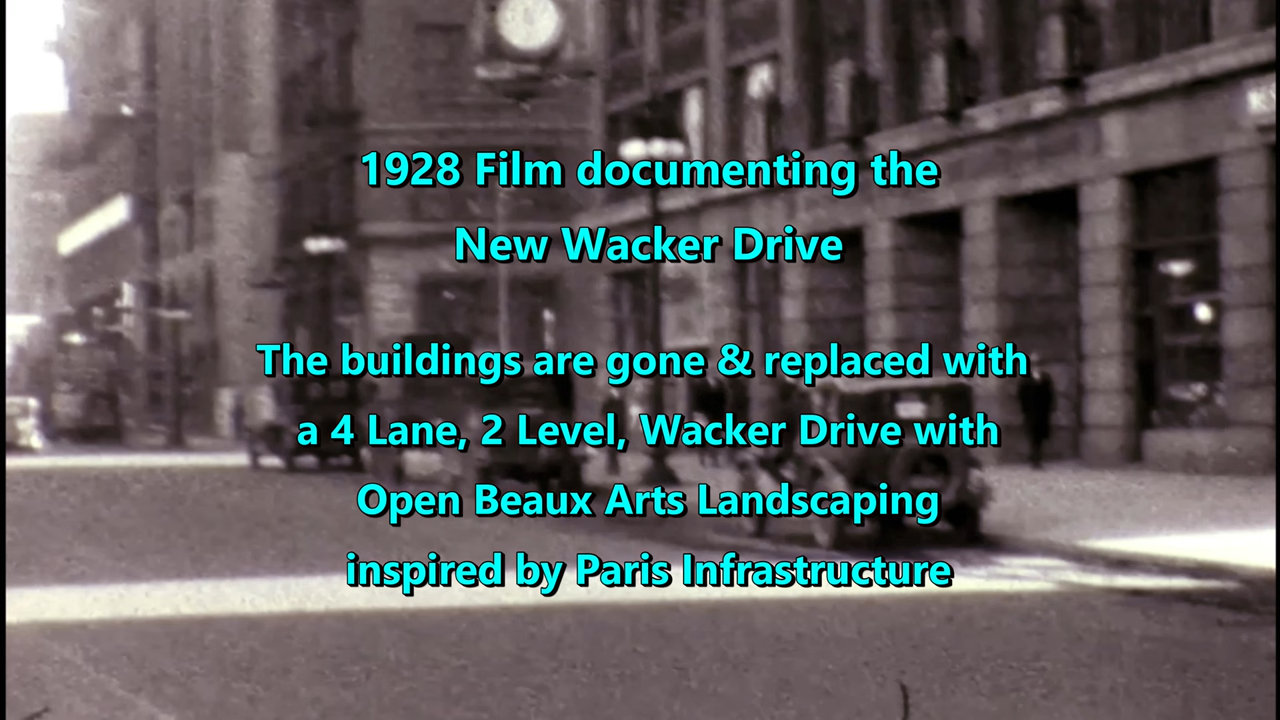 1928 Film documenting the
New Wacker Drive
The buildings are gone & replaced with
a 4 Lane, 2 Level, Wacker Drive with
Open Beaux Arts Landscaping
inspired by Paris Infrastructure